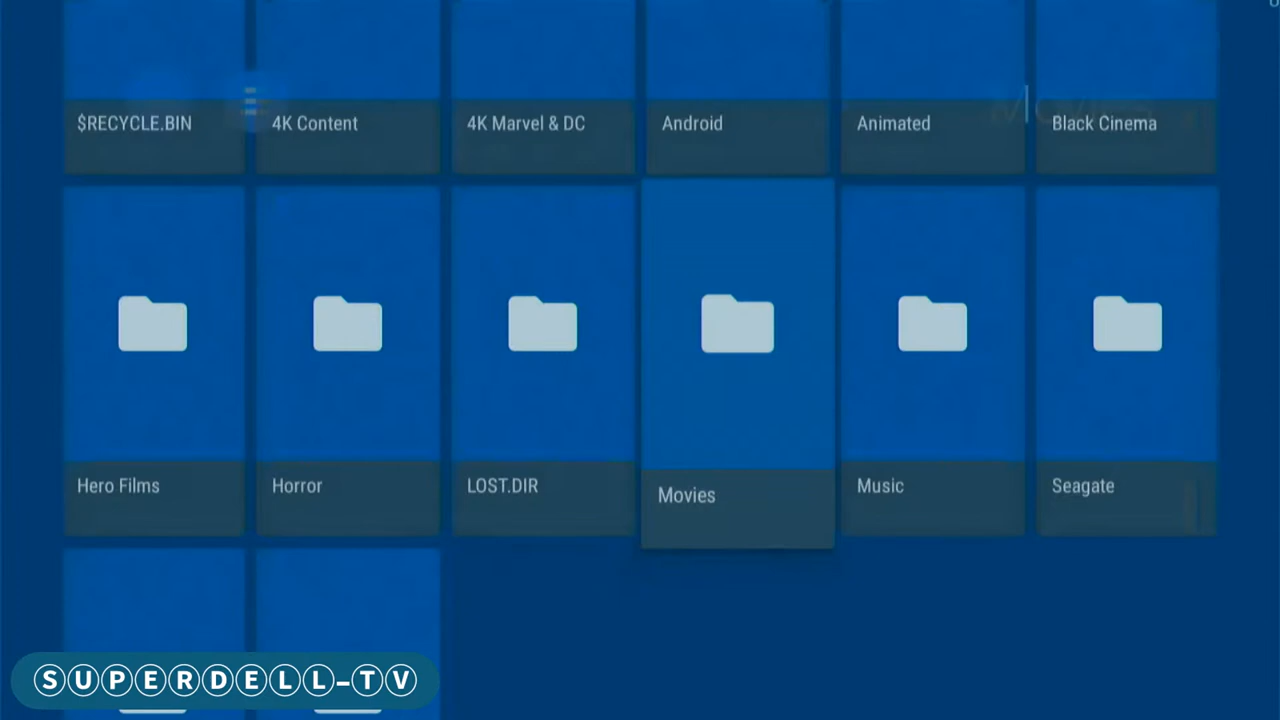 $RECYCLE.BIN 4K Content 4K Marvel & DC Android Animated Black Cinema
Movies
Hero Films Horror LOST.DIR Movies Music Seagate
ⓈⓊⓅⒺⓇⒹⒺⓁⓁ-ⓉⓋ